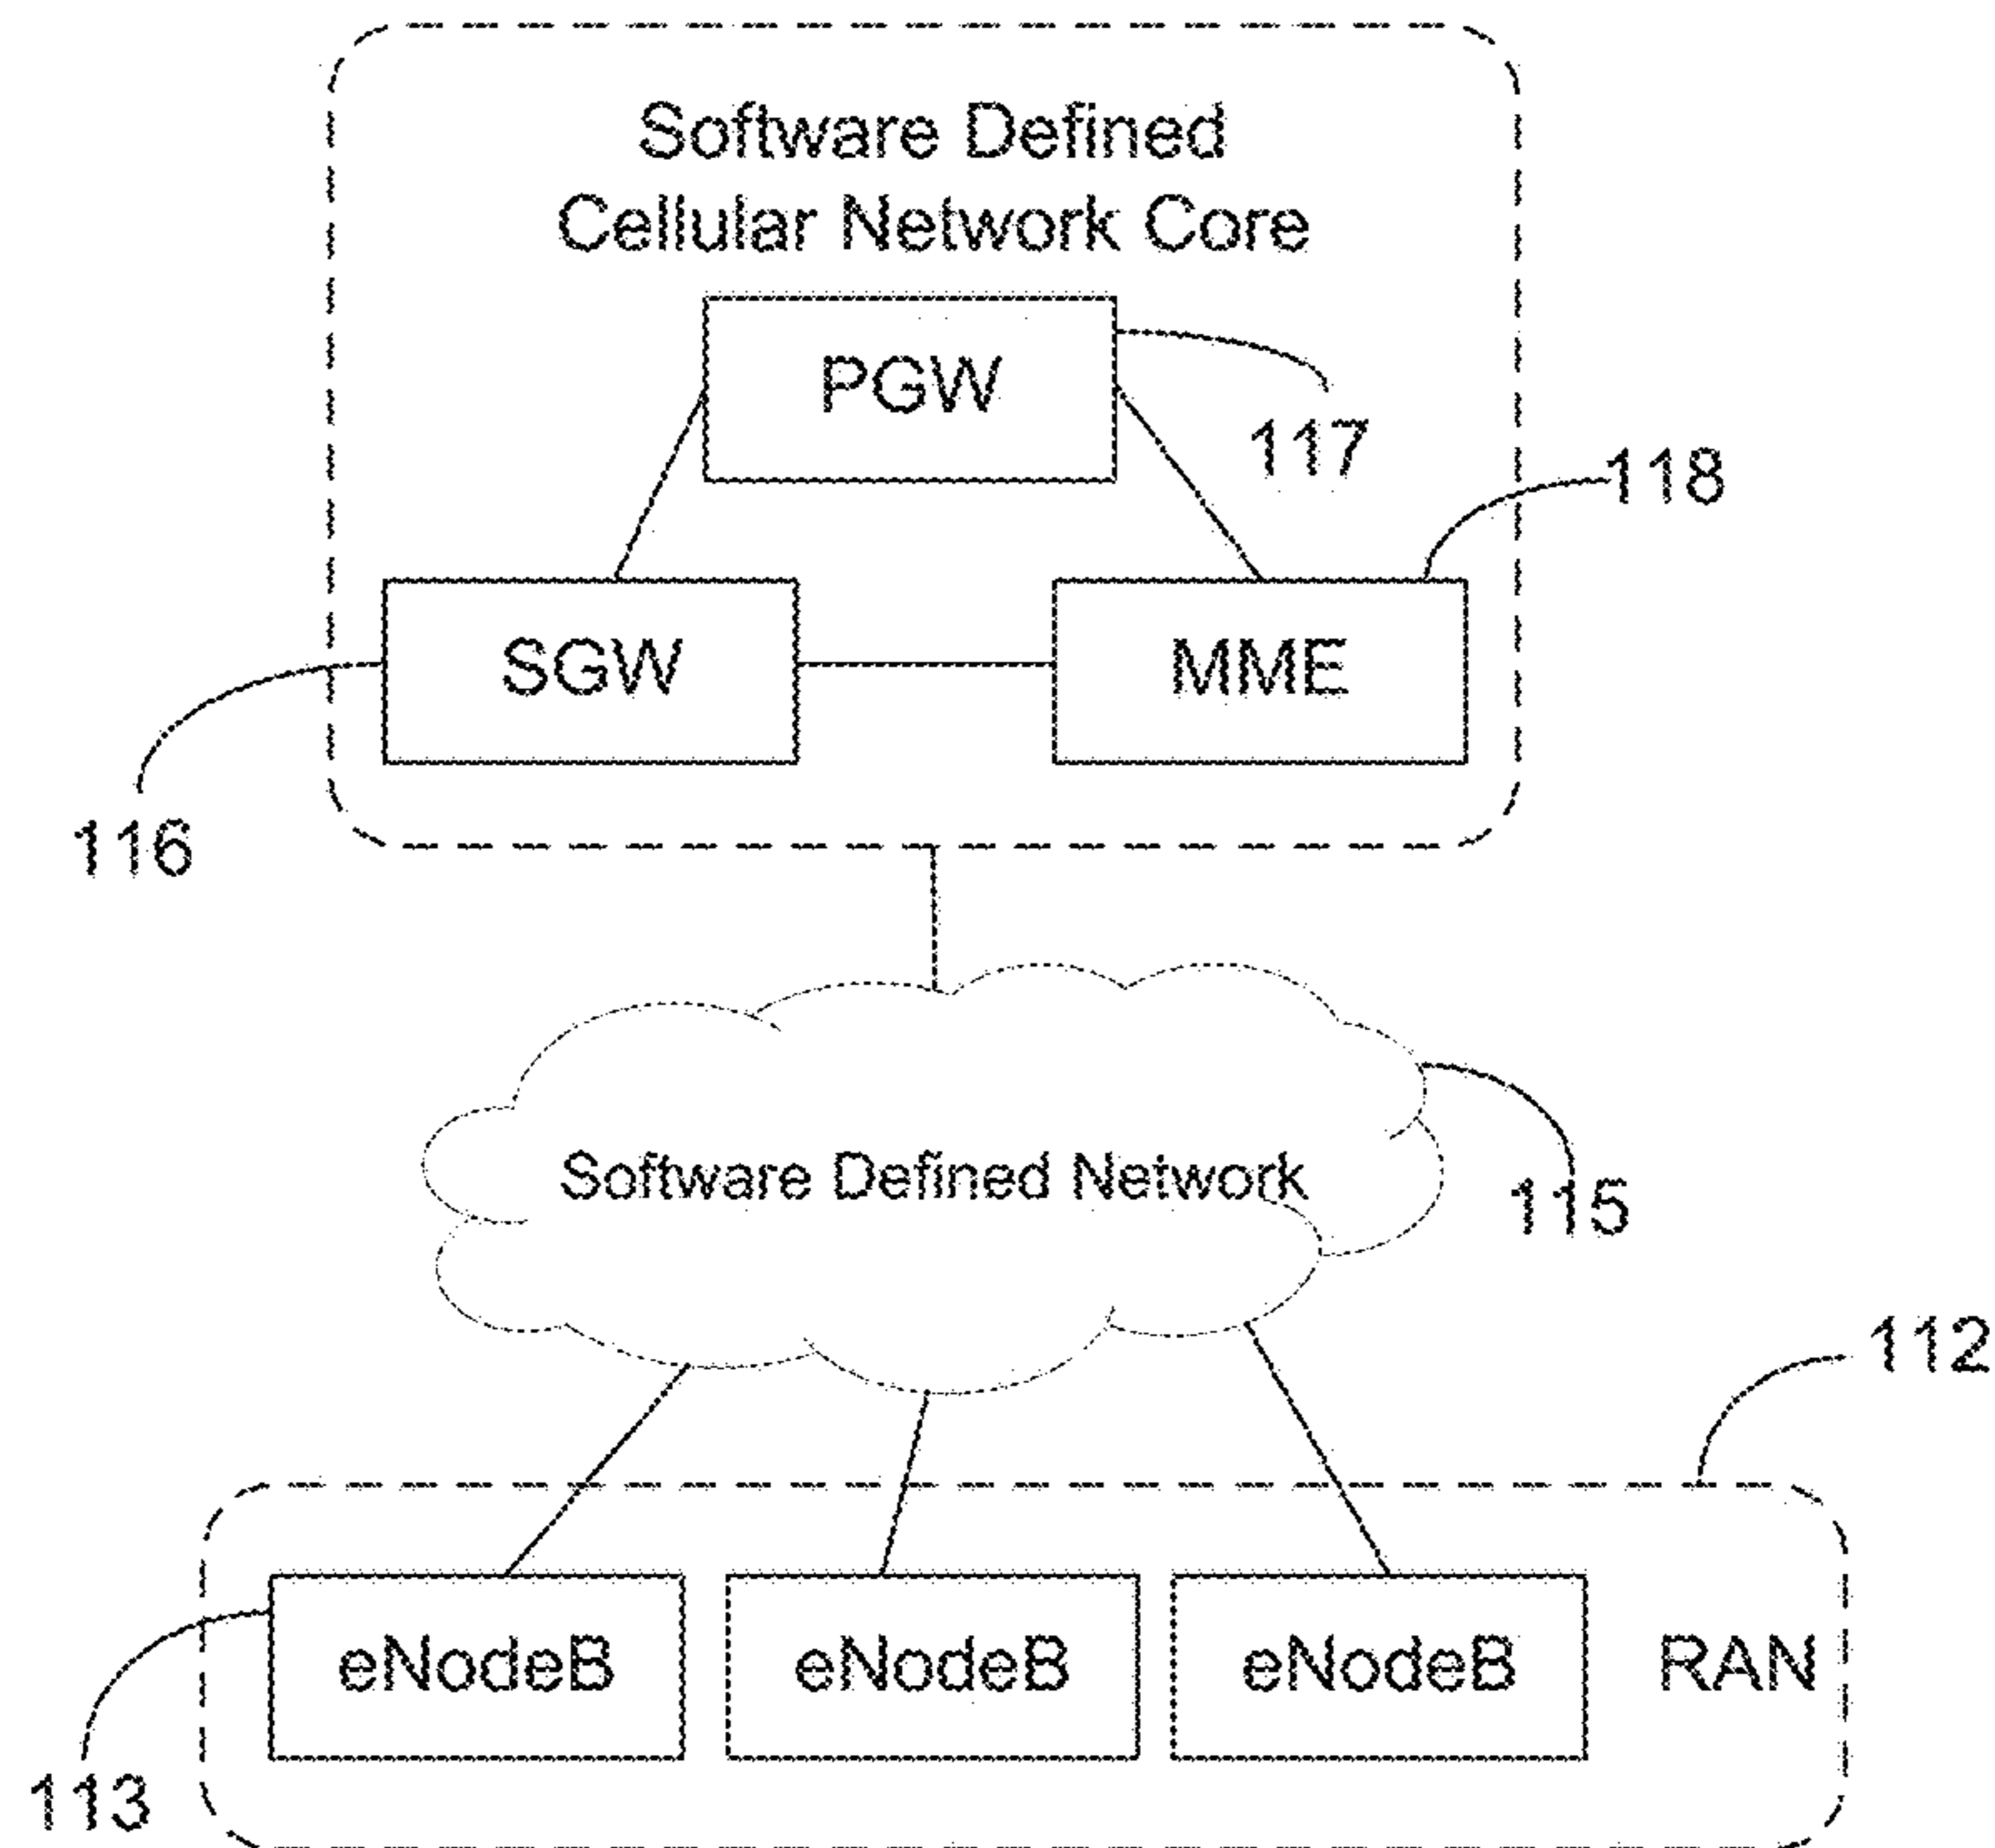 Software Defined
Cellular Network Core
PGW
117
118
SGW
MME
116
Software Defined Network
115
112
eNodeB
eNodeB
eNodeB
RAN
113